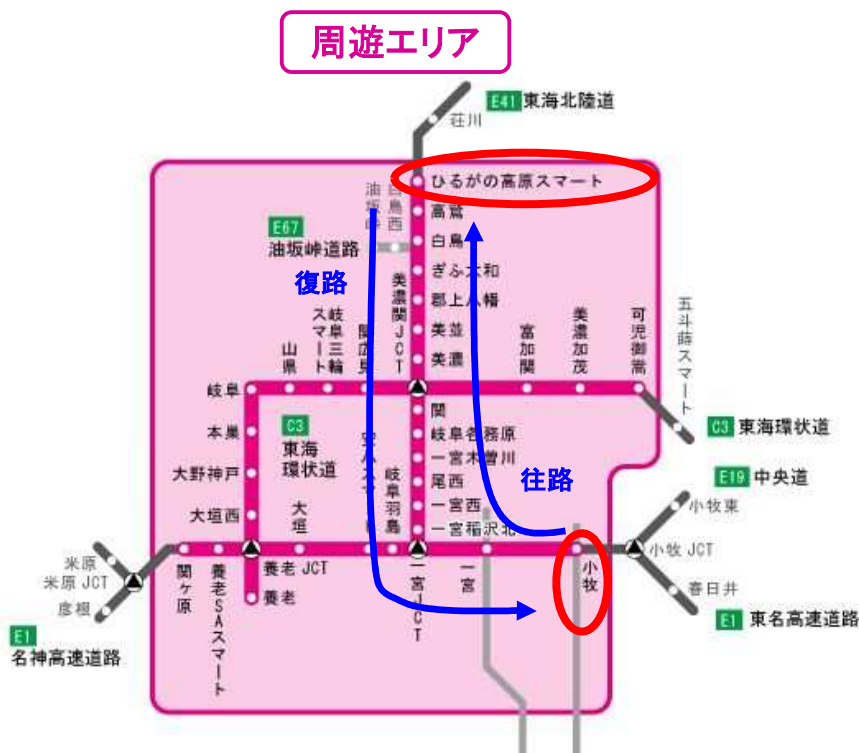 周遊エリア
E41 東海北陸道
荘川
ひるがの高原スマート
油坂峠
白鳥西
高鷲
E67
油坂峠道路
白鳥
ぎふ大和
復路
郡上八幡
美濃関JCT
美並
美濃
山県
岐阜三輪
スマート
関広見
富加関
美濃加茂
可児御嵩
五斗蒔スマート
岐阜
関
C3 東海環状道
本巣
C3
東海
環状道
岐阜各務原
一宮木曽川
大野神戸
尾西
往路
E19 中央道
小牧東
大垣西
大垣
岐阜羽島
一宮西
一宮稲沢北
米原
米原JCT
彦根
関ヶ原
養老SAスマート
養老JCT
養老
一宮JCT
一宮
小牧
小牧JCT
春日井
E1 東名高速道路
E1
名神高速道路